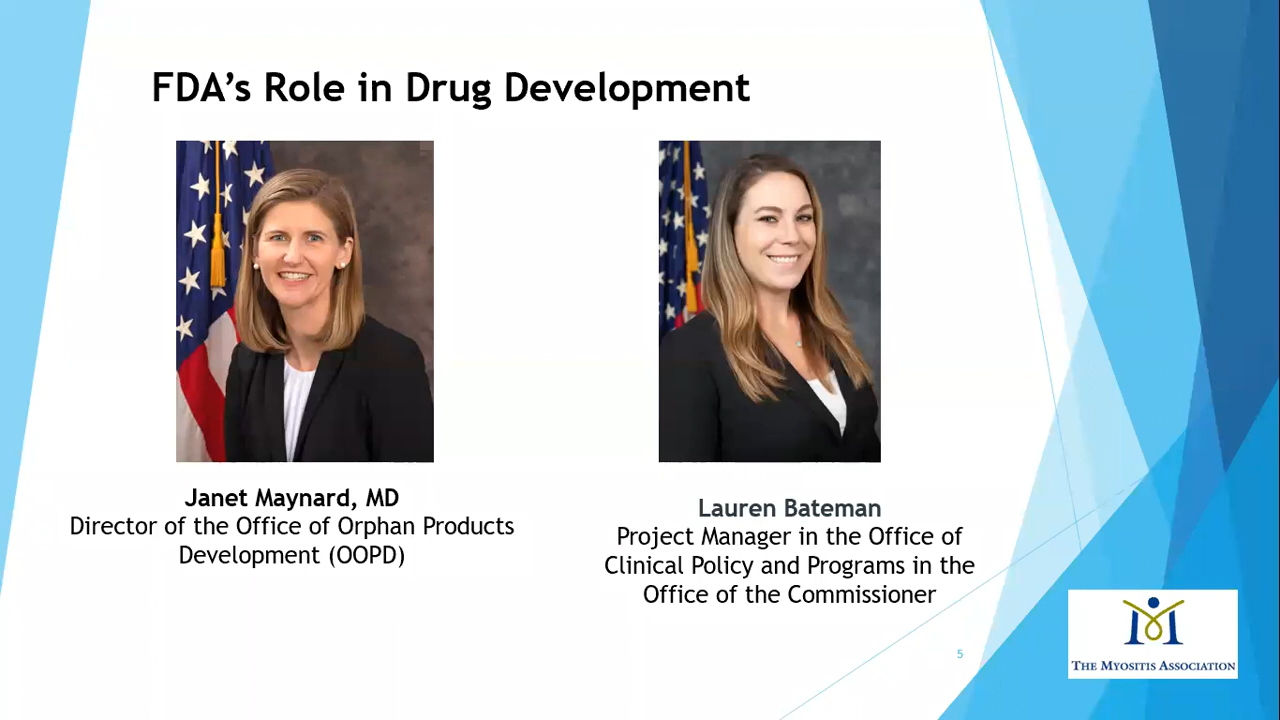 FDA's Role in Drug Development
Janet Maynard, MD
Director of the Office of Orphan Products
Development (OOPD)
Lauren Bateman
Project Manager in the Office of
Clinical Policy and Programs in the
Office of the Commissioner
5
THE MYOSITIS ASSOCIATION